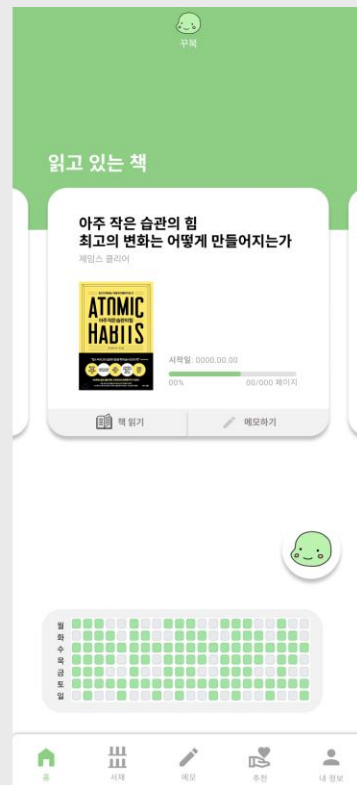 꾸북
읽고 있는 책
아주 작은 습관의 힘
최고의 변화는 어떻게 만들어지는가
제임스 클리어
ATOMIC
아주 작은 습관의 힘
HABITS
시작일: 0000.00.00
00%
00/000 페이지
책 읽기
메모하기
월
화
수
목
금
토
일
홈
서재
메모
추천
내 정보